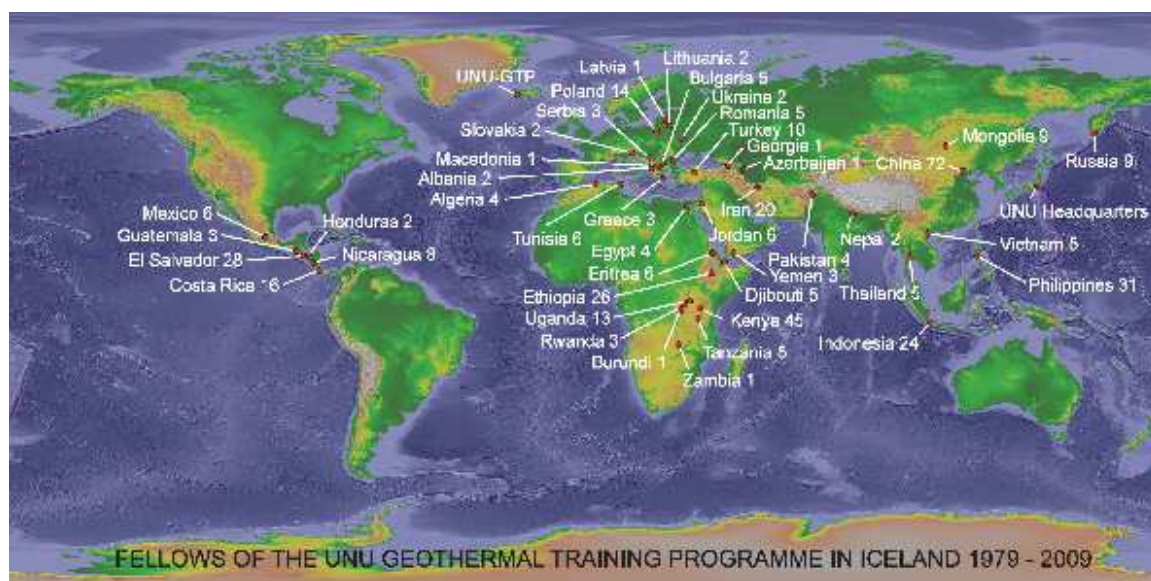 Lithuania 2
Latvia 1
Bulgaria 5
UNU-GTP
Poland 14
Ukraine 2
Serbia 3
Romania 5
Slovakia 2
Turkey 10
Georgia 1
Mongolia 9
Macedonia 1
Azerbaijan 1
China 72
Russia 9
Albania 2
Algeria 4
Iran 20
UNU Headquarters
Mexico 6
Honduras 2
Greece 3
Guatemala 3
Tunisia 6
Egypt 4
Jordan 6
Nepal 2
Vietnam 5
El Salvador 28
Nicaragua 8
Pakistan 4
Eritrea 6
Yemen 3
Costa Rica 16
Ethiopia 26
Djibouti 5
Thailand 5
Philippines 31
Uganda 13
Kenya 45
Rwanda 3
Indonesia 24
Burundi 1
Tanzania 5
Zambia 1
FELLOWS OF THE UNU GEOTHERMAL TRAINING PROGRAMME IN ICELAND 1979 - 2009